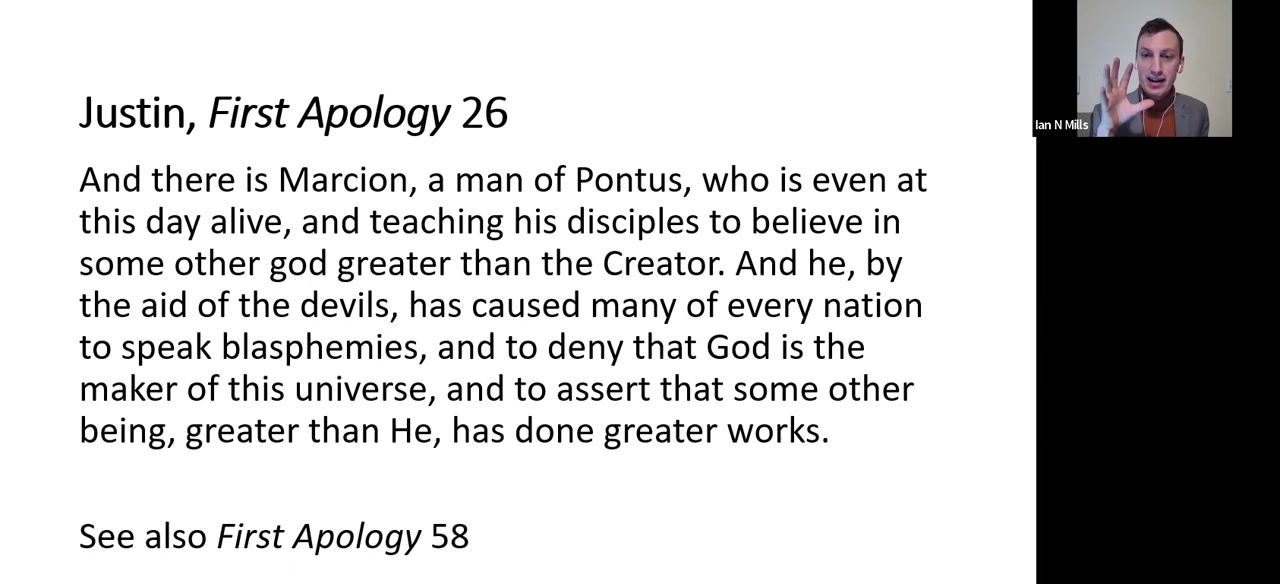 Justin, First Apology 26
And there is Marcion, a man of Pontus, who is even at
this day alive, and teaching his disciples to believe in
some other god greater than the Creator. And he, by
the aid of the devils, has caused many of every nation
to speak blasphemies, and to deny that God is the
maker of this universe, and to assert that some other
being, greater than He, has done greater works.
See also First Apology 58
Ian N Mills